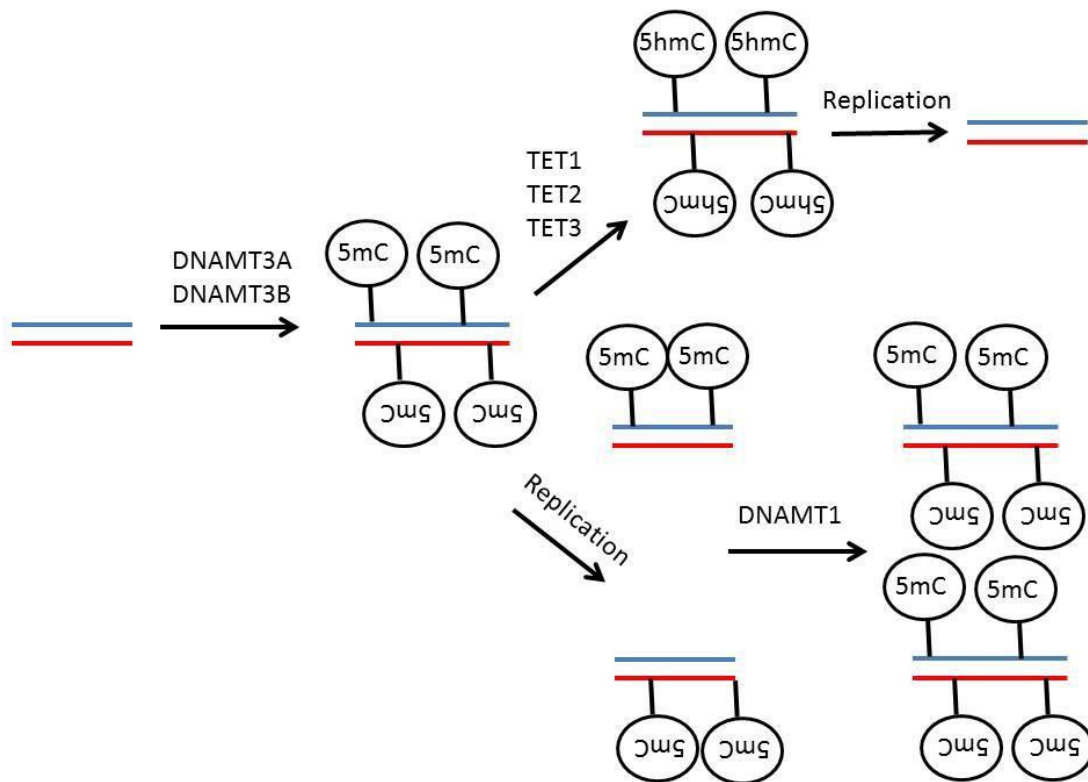 5hmC 5hmC
Replication
5hmC 5hmC
TET1
TET2
TET3
DNAMT3A
DNAMT3B
5mC 5mC
5mC 5mC
5mC 5mC
Replication
5mC 5mC
DNAMT1
5mC 5mC
5mC 5mC
5mC 5mC
5mC 5mC